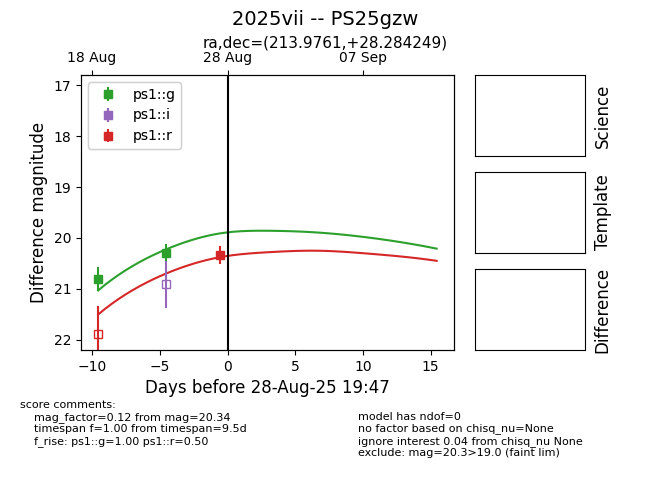 2025vii -- PS25gzw
ra,dec=(213.9761,+28.284249)
18 Aug
28 Aug
07 Sep
17
18
19
20
21
22
Difference magnitude
ps1::g
ps1::i
ps1::r
−10
−5
0
5
10
15
Days before 28-Aug-25 19:47
Science
Template
Difference
score comments:
mag_factor=0.12 from mag=20.34
timespan f=1.00 from timespan=9.5d
f_rise: ps1::g=1.00 ps1::r=0.50
model has ndof=0
no factor based on chisq_nu=None
ignore interest 0.04 from chisq_nu None
exclude: mag=20.3>19.0 (faint lim)